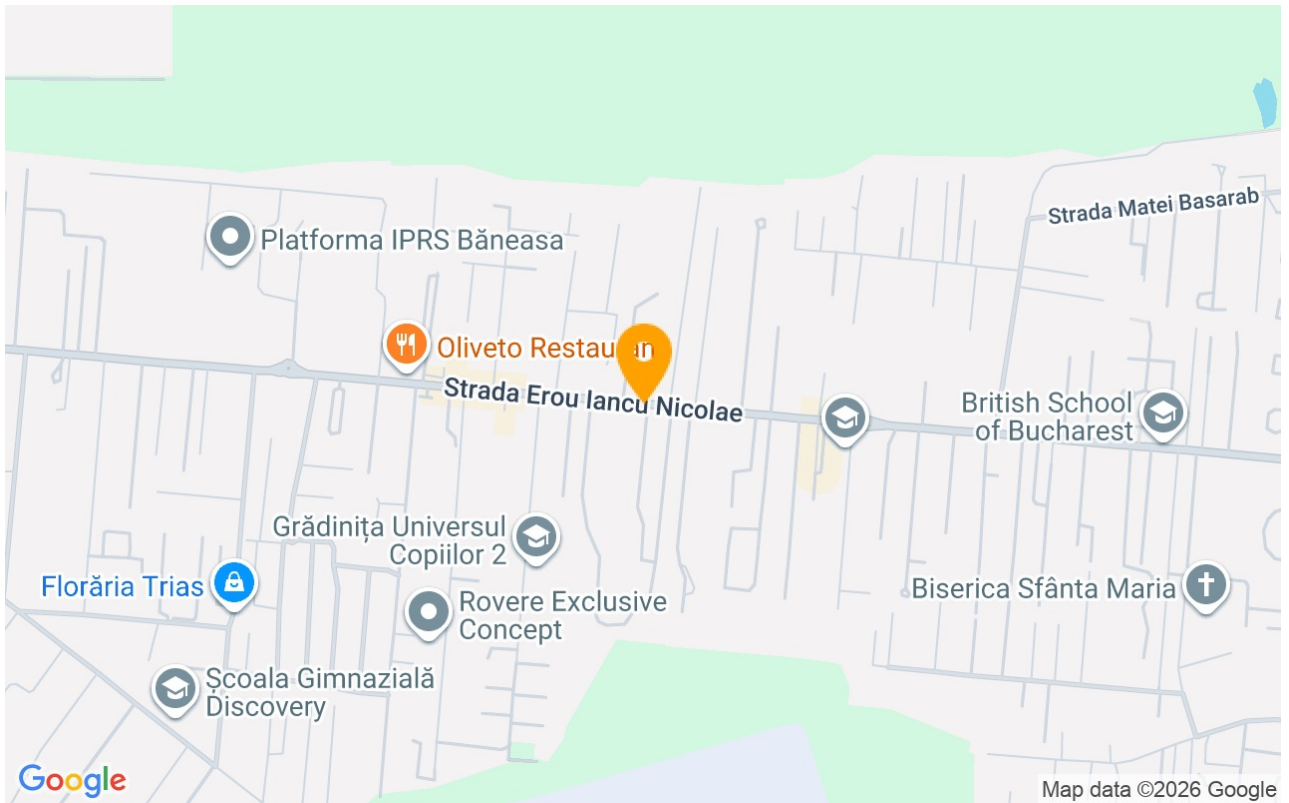 Strada Matei Basarab
Platforma IPRS Băneasa
Oliveto Restauran
Strada Erou Iancu Nicolae
British School
of Bucharest
Grădinița Universul
Copiilor 2
Florăria Trias
Biserica Sfânta Maria
Rovere Exclusive
Concept
Școala Gimnazială
Discovery
Google
Map data ©2026 Google